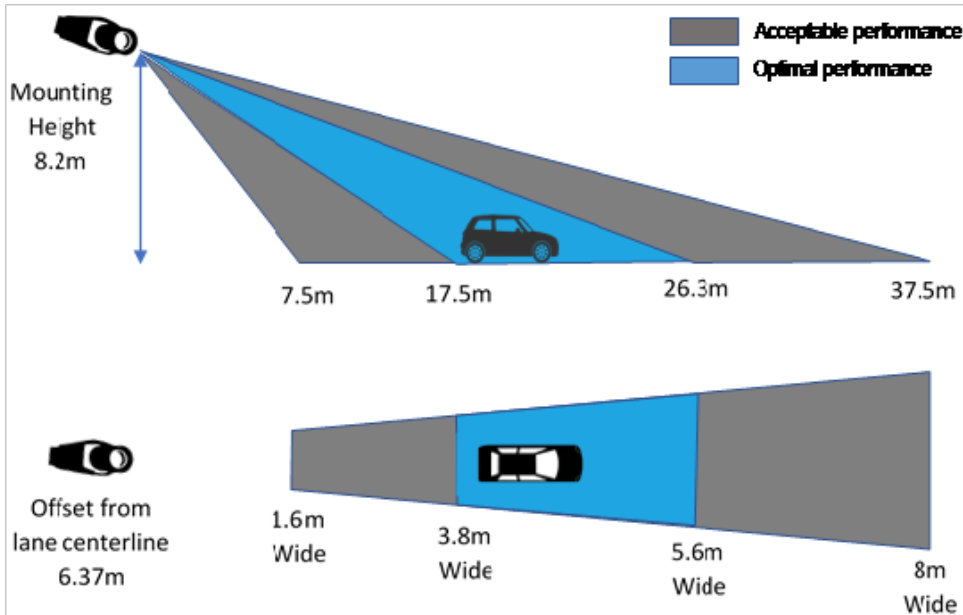 Acceptable performance
Optimal performance
Mounting
Height
8.2m
7.5m
17.5m
26.3m
37.5m
Offset from
lane centerline
6.37m
1.6m
Wide
3.8m
Wide
5.6m
Wide
8m
Wide